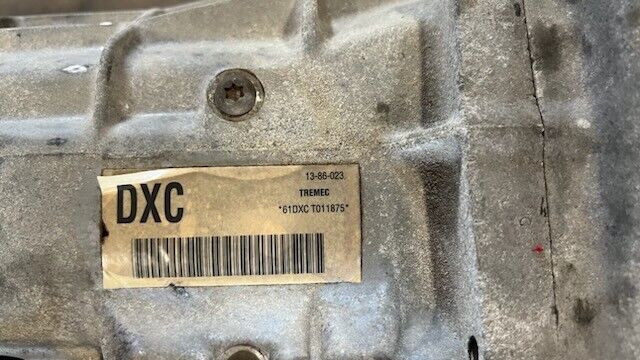 DXC
13-86-023
TREMEC
*61DXC T011875*